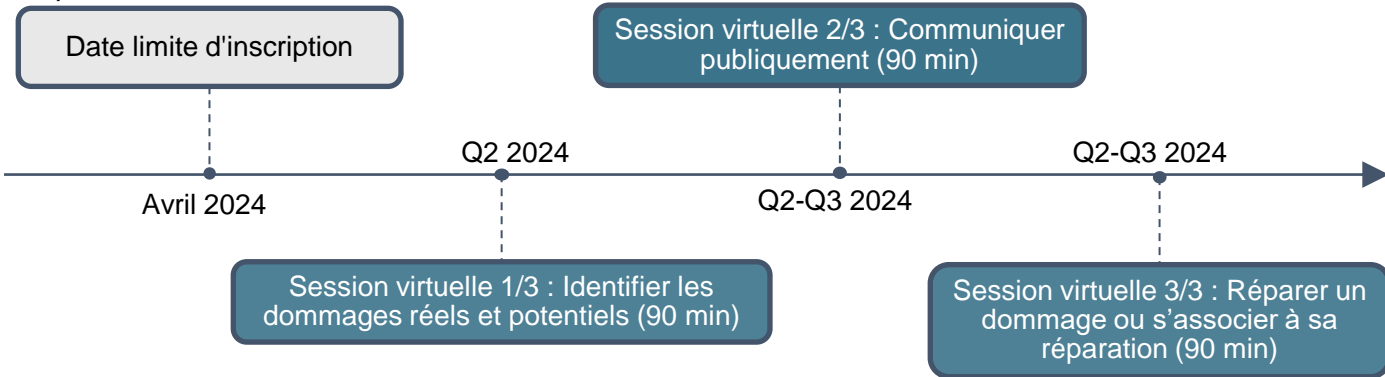 Date limite d'inscription
Session virtuelle 2/3 : Communiquer
publiquement (90 min)
Q2 2024
Q2-Q3 2024
Avril 2024
Q2-Q3 2024
Session virtuelle 1/3 : Identifier les
dommages réels et potentiels (90 min)
Session virtuelle 3/3 : Réparer un
dommage ou s’associer à sa
réparation (90 min)